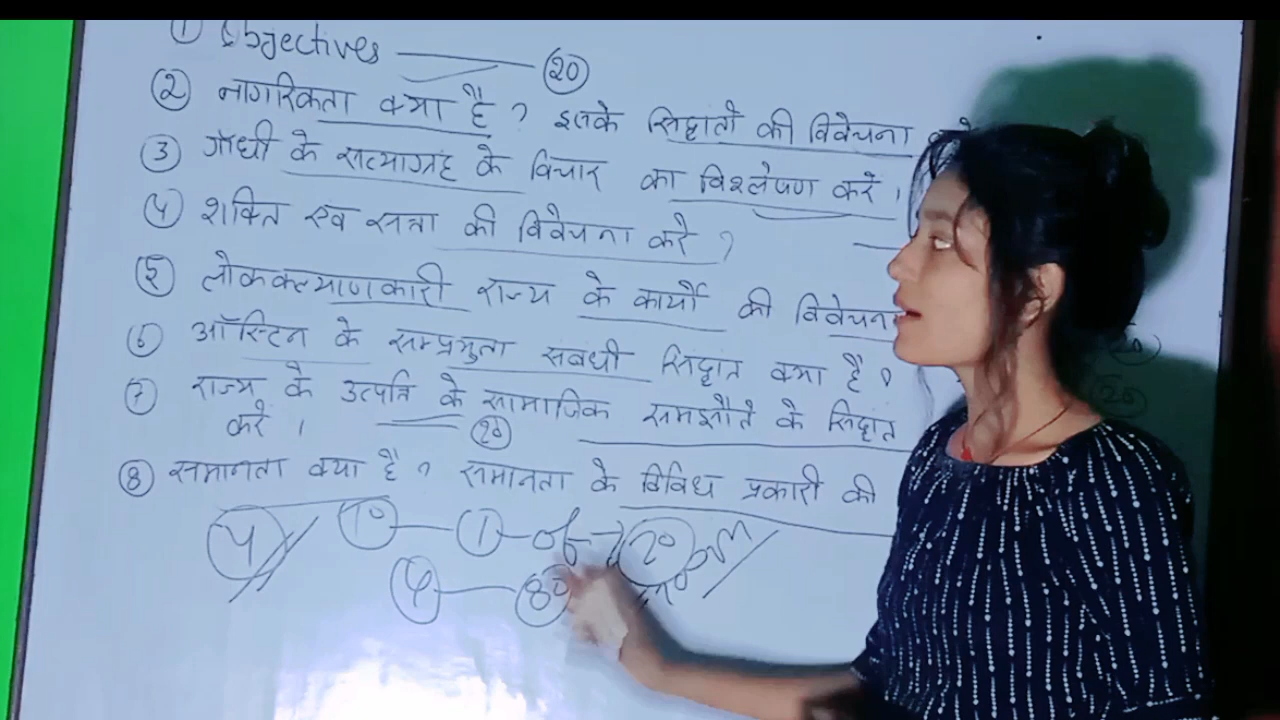 ① Objectives — ⑳
② नागरिकता क्या है ? इसके सिद्धातो की विवेचना
③ गाँधी के सत्याग्रह के विचार का विश्लेषण करे ।
④ शक्ति एव सत्रा की विवेचना करे ?
⑤ लोककल्याणकारी राज्य के कार्यो की विवेचन
⑥ ऑस्टिन के सम्प्रभुता सबंधी सिद्धात क्या है ?
⑦ राज्य के उत्पत्ति के सामाजिक समझौते के सिद्दात
करे । ⑳
⑧ समानता क्या है ? समानता के विविध प्रकारो की
④ ⑩ — ① — of ⑳
④ — 80